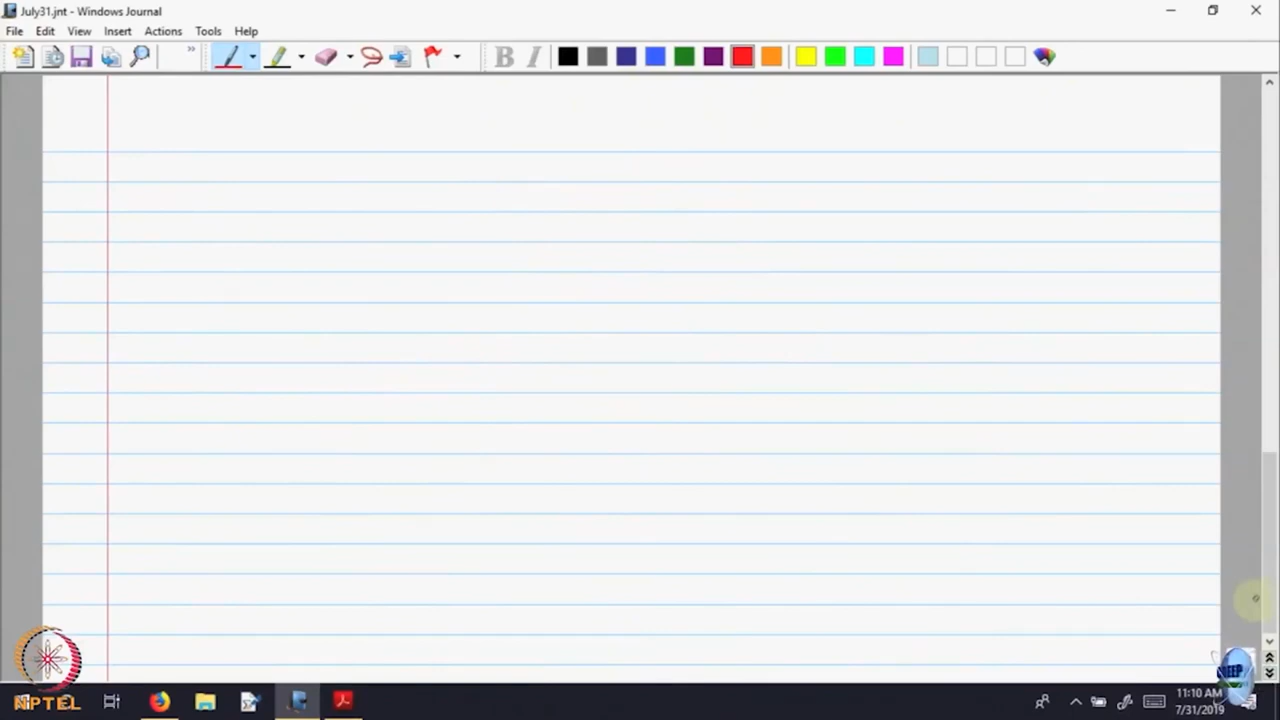 July31.jnt - Windows Journal
File Edit View Insert Actions Tools Help
» B I
NPTEL
11:10 AM
7/31/2019